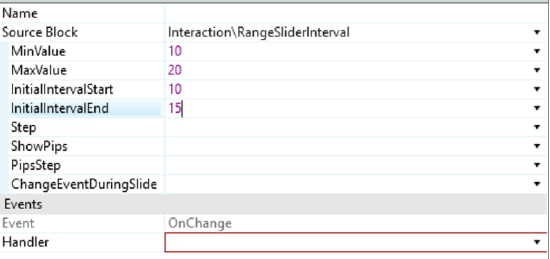 Name
Source Block Interaction\RangeSliderInterval
MinValue 10
MaxValue 20
InitialIntervalStart 10
InitialIntervalEnd 15
Step
ShowPips
PipsStep
ChangeEventDuringSlide
Events
Event OnChange
Handler